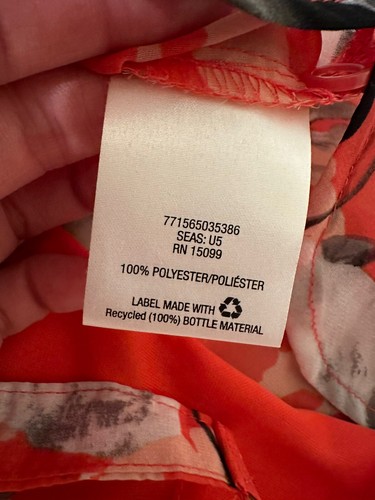 771565035386
SEAS: U5
RN 15099
100% POLYESTER/POLIÉSTER
LABEL MADE WITH
Recycled (100%) BOTTLE MATERIAL